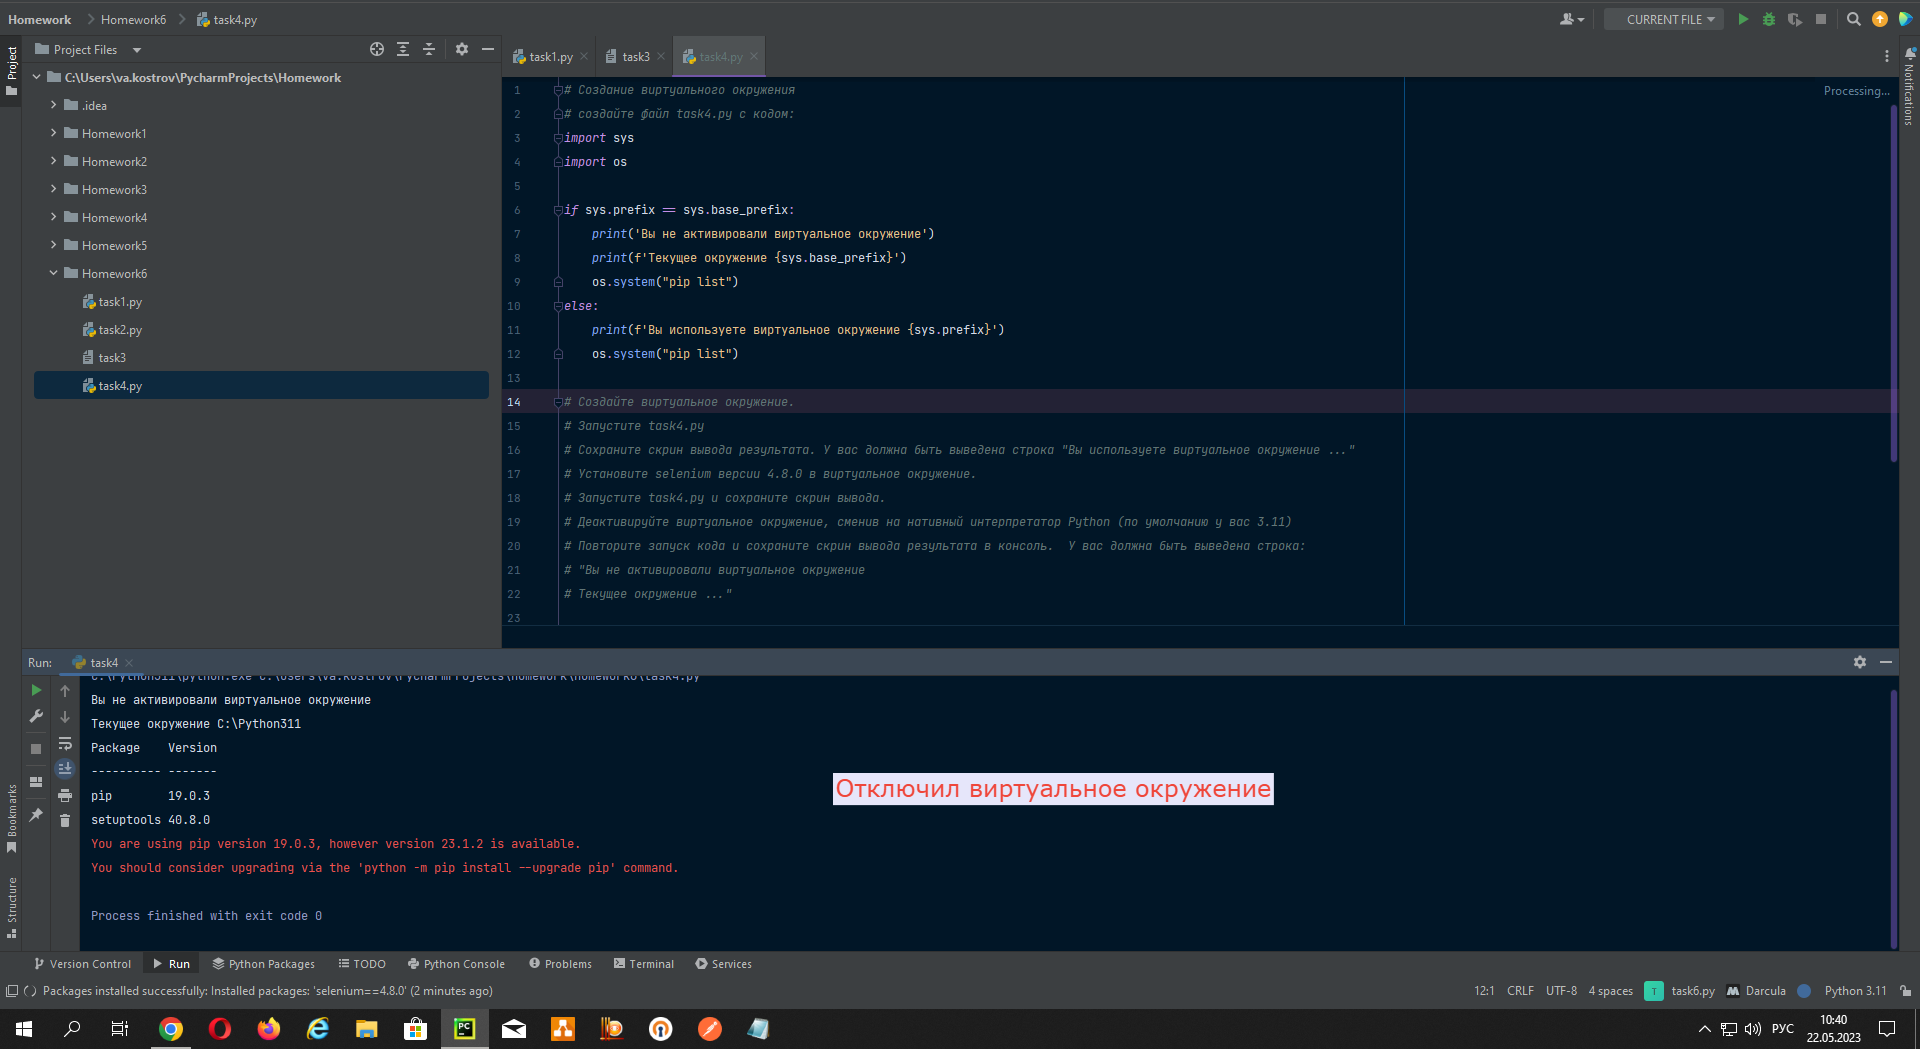 Homework
Homework6
task4.py
CURRENT FILE
Project
Project Files
C:\Users\va.kostrov\PycharmProjects\Homework
.idea
Homework1
Homework2
Homework3
Homework4
Homework5
Homework6
task1.py
task2.py
task3
task4.py
task1.py
task3
task4.py
Processing...
Notifications
1 # Создание виртуального окружения
2 # создайте файл task4.py с кодом:
3 import sys
4 import os
5
6 if sys.prefix == sys.base_prefix:
7 print('Вы не активировали виртуальное окружение')
8 print(f'Текущее окружение {sys.base_prefix}')
9 os.system("pip list")
10 else:
11 print(f'Вы используете виртуальное окружение {sys.prefix}')
12 os.system("pip list")
13
14 # Создайте виртуальное окружение.
15 # Запустите task4.py
16 # Сохраните скрин вывода результата. У вас должна быть выведена строка "Вы используете виртуальное окружение ..."
17 # Установите selenium версии 4.8.0 в виртуальное окружение.
18 # Запустите task4.py и сохраните скрин вывода.
19 # Деактивируйте виртуальное окружение, сменив на нативный интерпретатор Python (по умолчанию у вас 3.11)
20 # Повторите запуск кода и сохраните скрин вывода результата в консоль.  У вас должна быть выведена строка:
21 # "Вы не активировали виртуальное окружение
22 # Текущее окружение ..."
23
Run:
task4
C:\Python311\python.exe C:\Users\va.kostrov\PycharmProjects\Homework\Homework6\task4.py
Вы не активировали виртуальное окружение
Текущее окружение C:\Python311
Package    Version
---------- -------
pip        19.0.3
setuptools 40.8.0
You are using pip version 19.0.3, however version 23.1.2 is available.
You should consider upgrading via the 'python -m pip install --upgrade pip' command.
Process finished with exit code 0
Отключил виртуальное окружение
Bookmarks
Structure
Version Control
Run
Python Packages
TODO
Python Console
Problems
Terminal
Services
Packages installed successfully: Installed packages: 'selenium==4.8.0' (2 minutes ago)
12:1
CRLF
UTF-8
4 spaces
T
task6.py
Darcula
Python 3.11
PC
РУС
10:40
22.05.2023